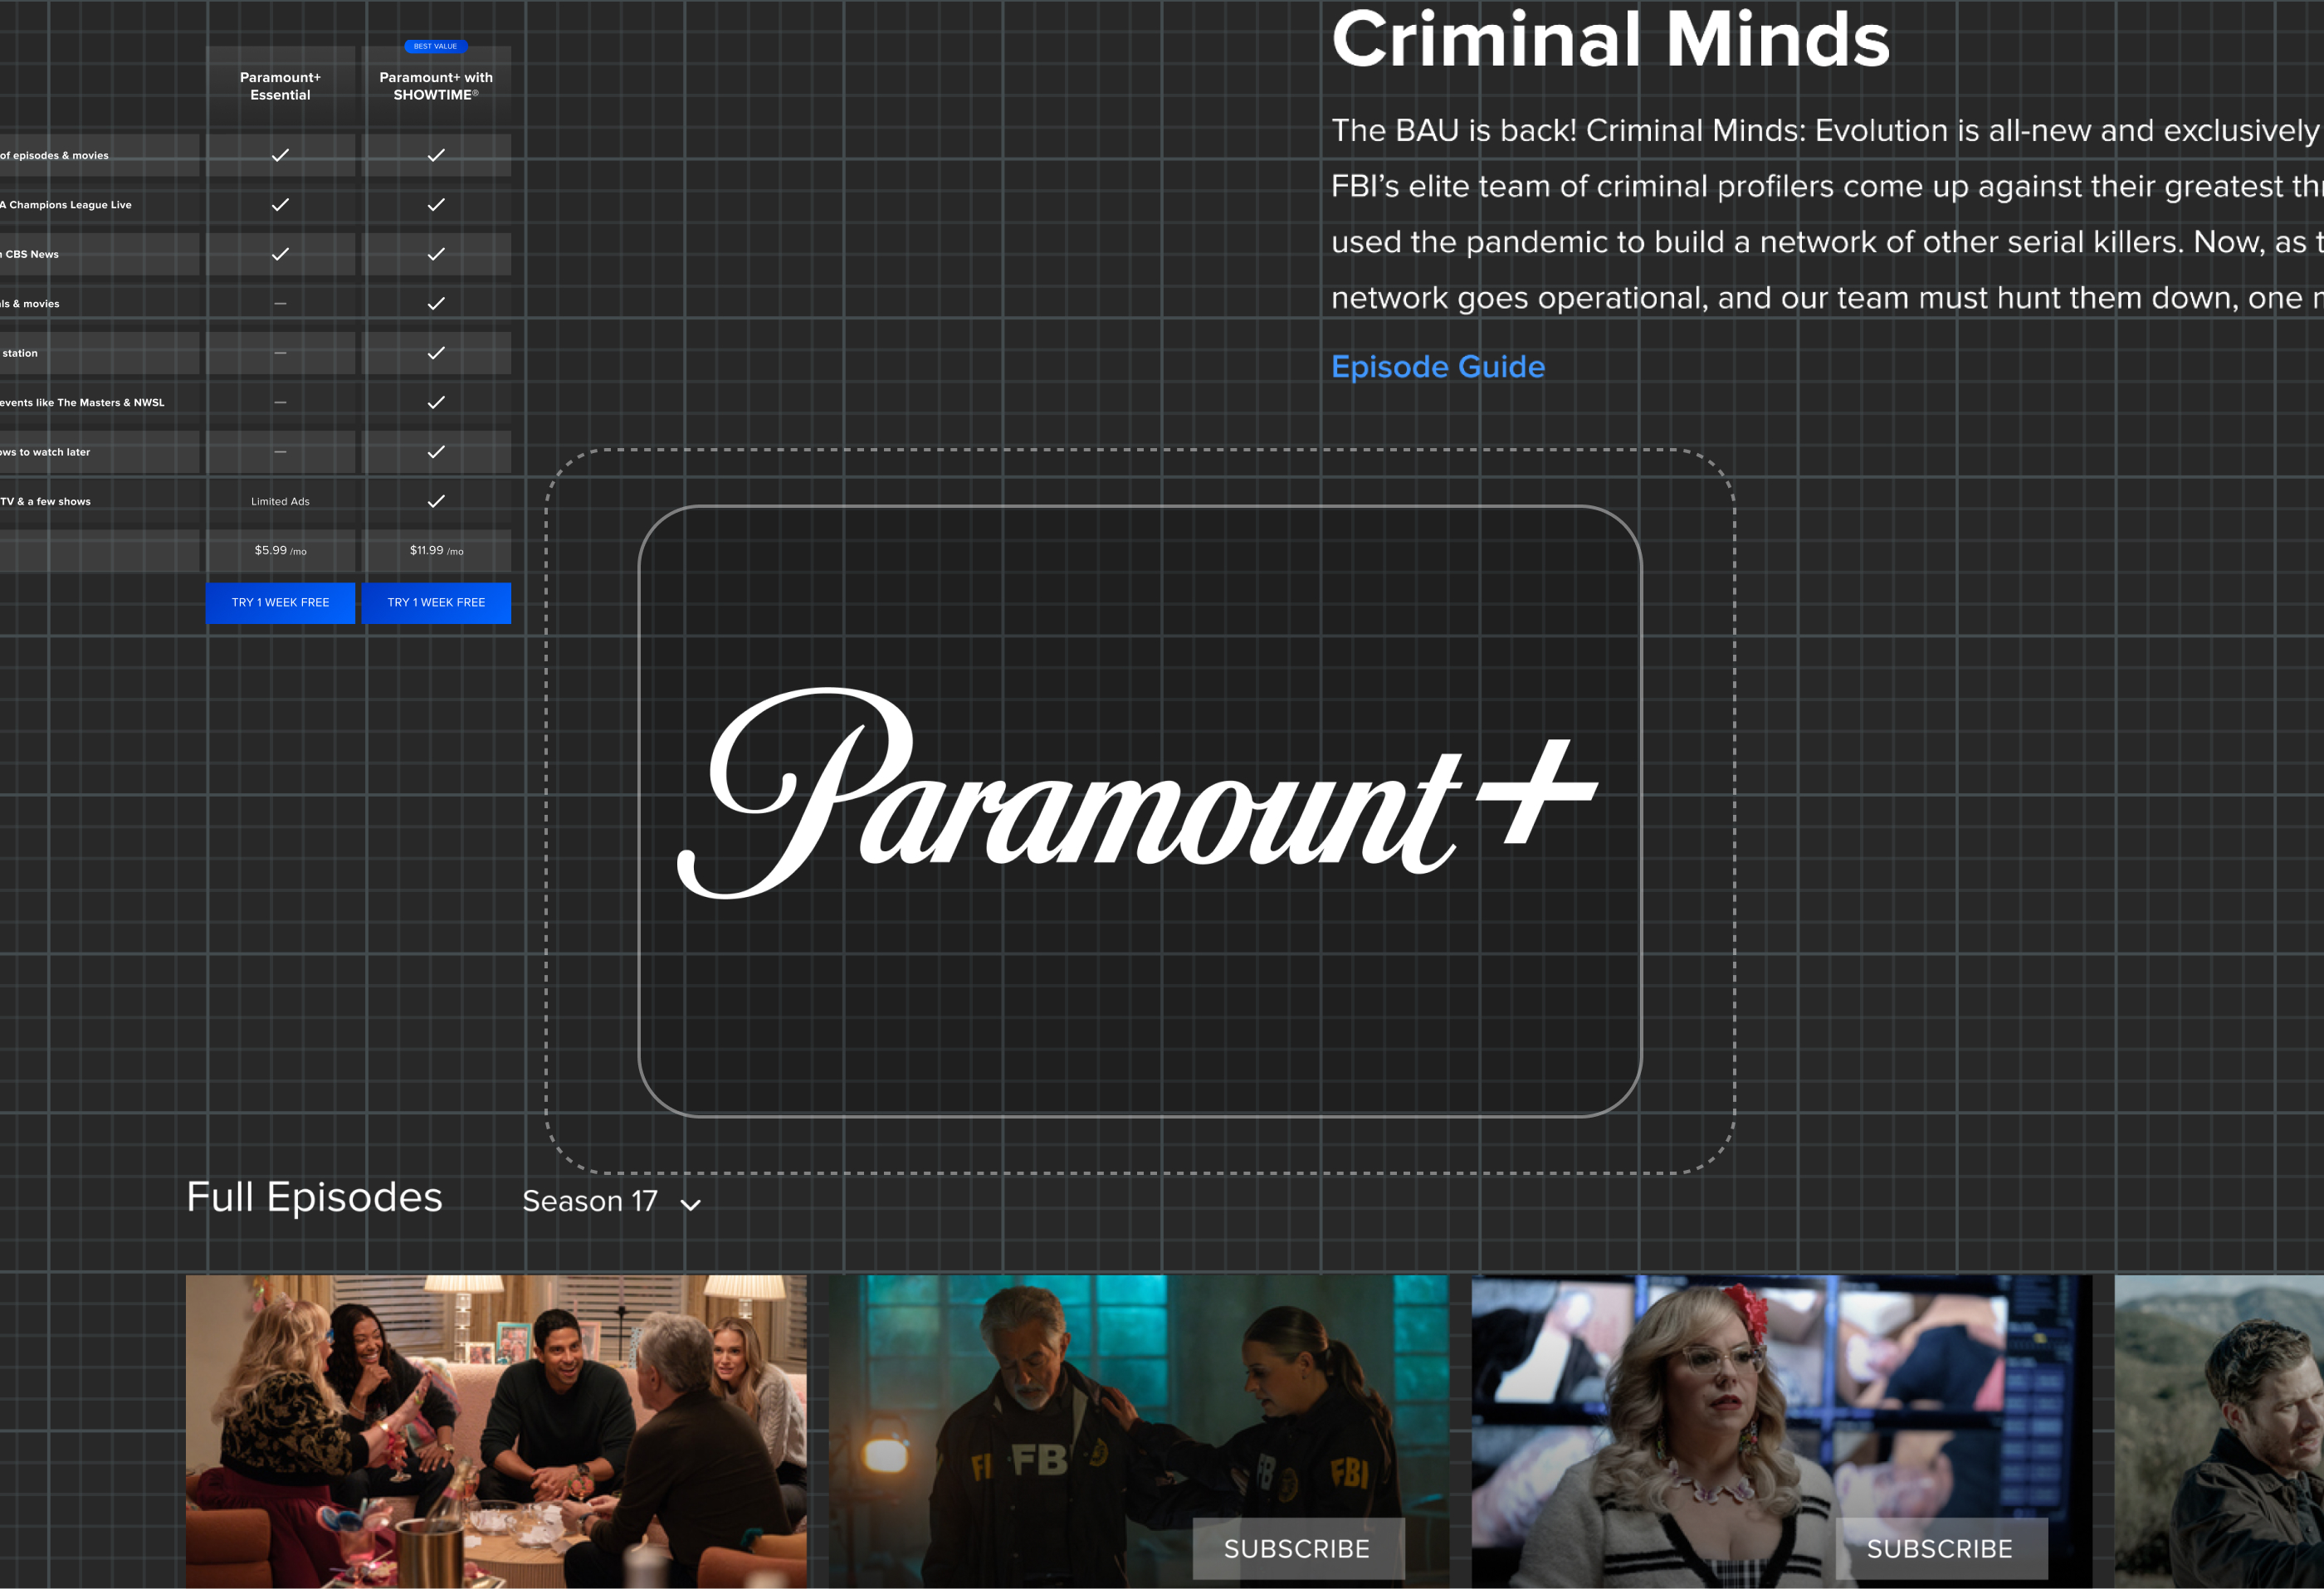 BEST VALUE
Paramount+
Essential
Paramount+ with
SHOWTIME®
of episodes & movies
A Champions League Live
CBS News
& movies
station
events like The Masters & NWSL
to watch later
TV & a few shows
Limited Ads
$5.99 /mo
$11.99 /mo
TRY 1 WEEK FREE
TRY 1 WEEK FREE
Criminal Minds
The BAU is back! Criminal Minds: Evolution is all-new and exclusively
FBI’s elite team of criminal profilers come up against their greatest
used the pandemic to build a network of other serial killers. Now, as
network goes operational, and our team must hunt them down, one
Episode Guide
Paramount+
Full Episodes
Season 17
FBI
FBI
SUBSCRIBE
SUBSCRIBE